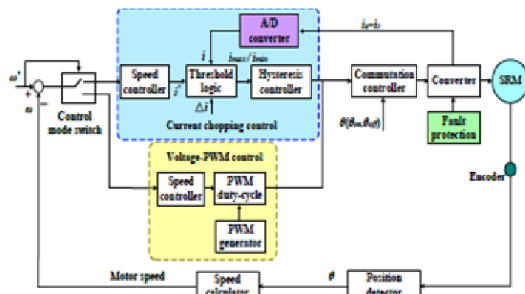 A/D
converter
i
imax/imin
ω*
+
ω
−
Control
mode switch
Speed
controller
i*
Threshold
logic
Δi
Hysteresis
controller
Current chopping control
Commutation
controller
θ(θon,θoff)
Converter
SRM
Fault
protection
Voltage-PWM control
Speed
controller
PWM
duty-cycle
PWM
generator
Encoder
Motor speed
Speed
calculator
θ
Position
detector